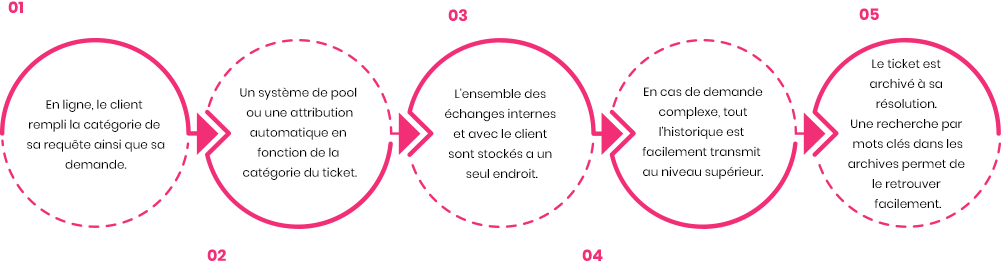 01
En ligne, le client
rempli la catégorie de
sa requête ainsi que sa
demande.
02
Un système de pool
ou une attribution
automatique en
fonction de la
catégorie du ticket.
03
L'ensemble des
échanges internes
et avec le client
sont stockés a un
seul endroit.
04
En cas de demande
complexe, tout
l'historique est
facilement transmit
au niveau supérieur.
05
Le ticket est
archivé à sa
résolution.
Une recherche par
mots clés dans les
archives permet de
le retrouver
facilement.